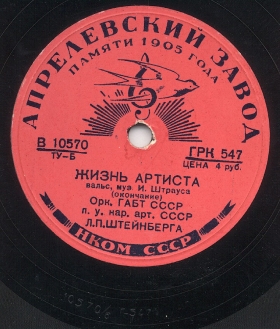 АПРЕЛЕВСКИЙ ЗАВОД
ПАМЯТИ 1905 ГОДА
В 10570
ТУ-Б
ГРК 547
ЦЕНА 4 руб.
ЖИЗНЬ АРТИСТА
вальс, муз. И. Штрауса
(окончание)
Орк. ГАБТ СССР
п. у. нар. арт. СССР
Л.П.ШТЕЙНБЕРГА
НКОМ СССР